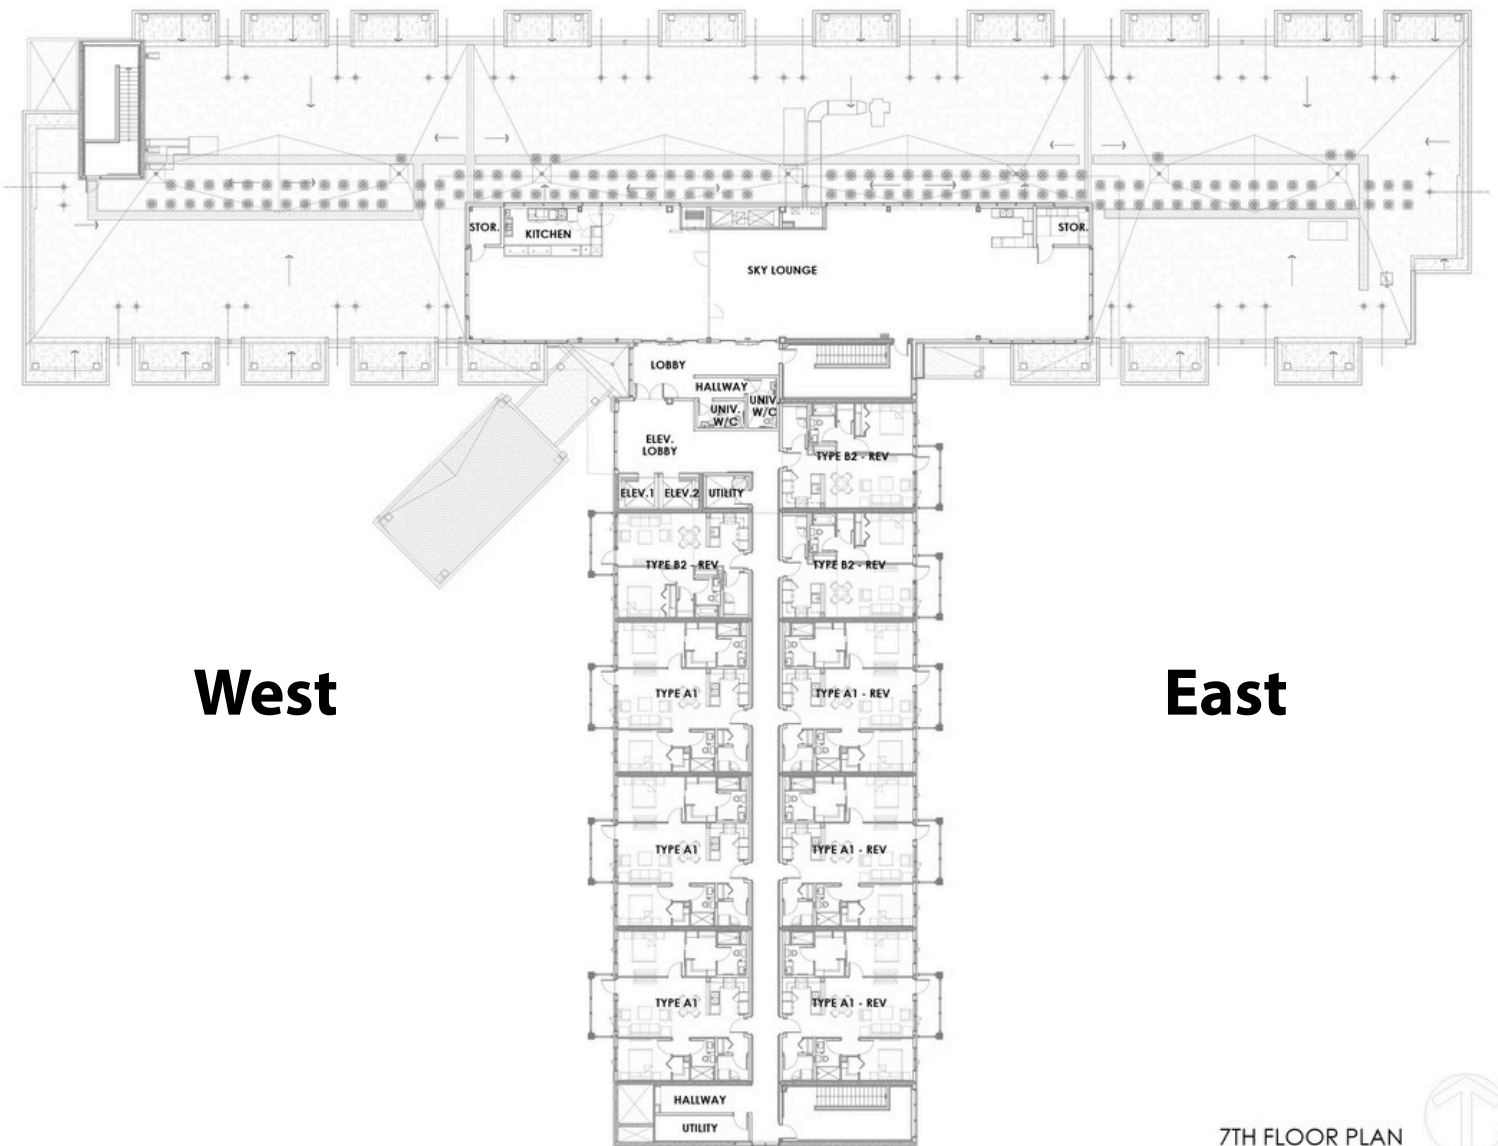 STOR.
KITCHEN
STOR.
SKY LOUNGE
LOBBY
HALLWAY
UNIV.
W/C
UNIV.
W/C
ELEV.
LOBBY
TYPE B2 - REV
ELEV.1
ELEV.2
UTILITY
TYPE B2 - REV
TYPE B2 - REV
West
East
TYPE A1
TYPE A1 - REV
TYPE A1
TYPE A1 - REV
TYPE A1
TYPE A1 - REV
HALLWAY
UTILITY
7TH FLOOR PLAN